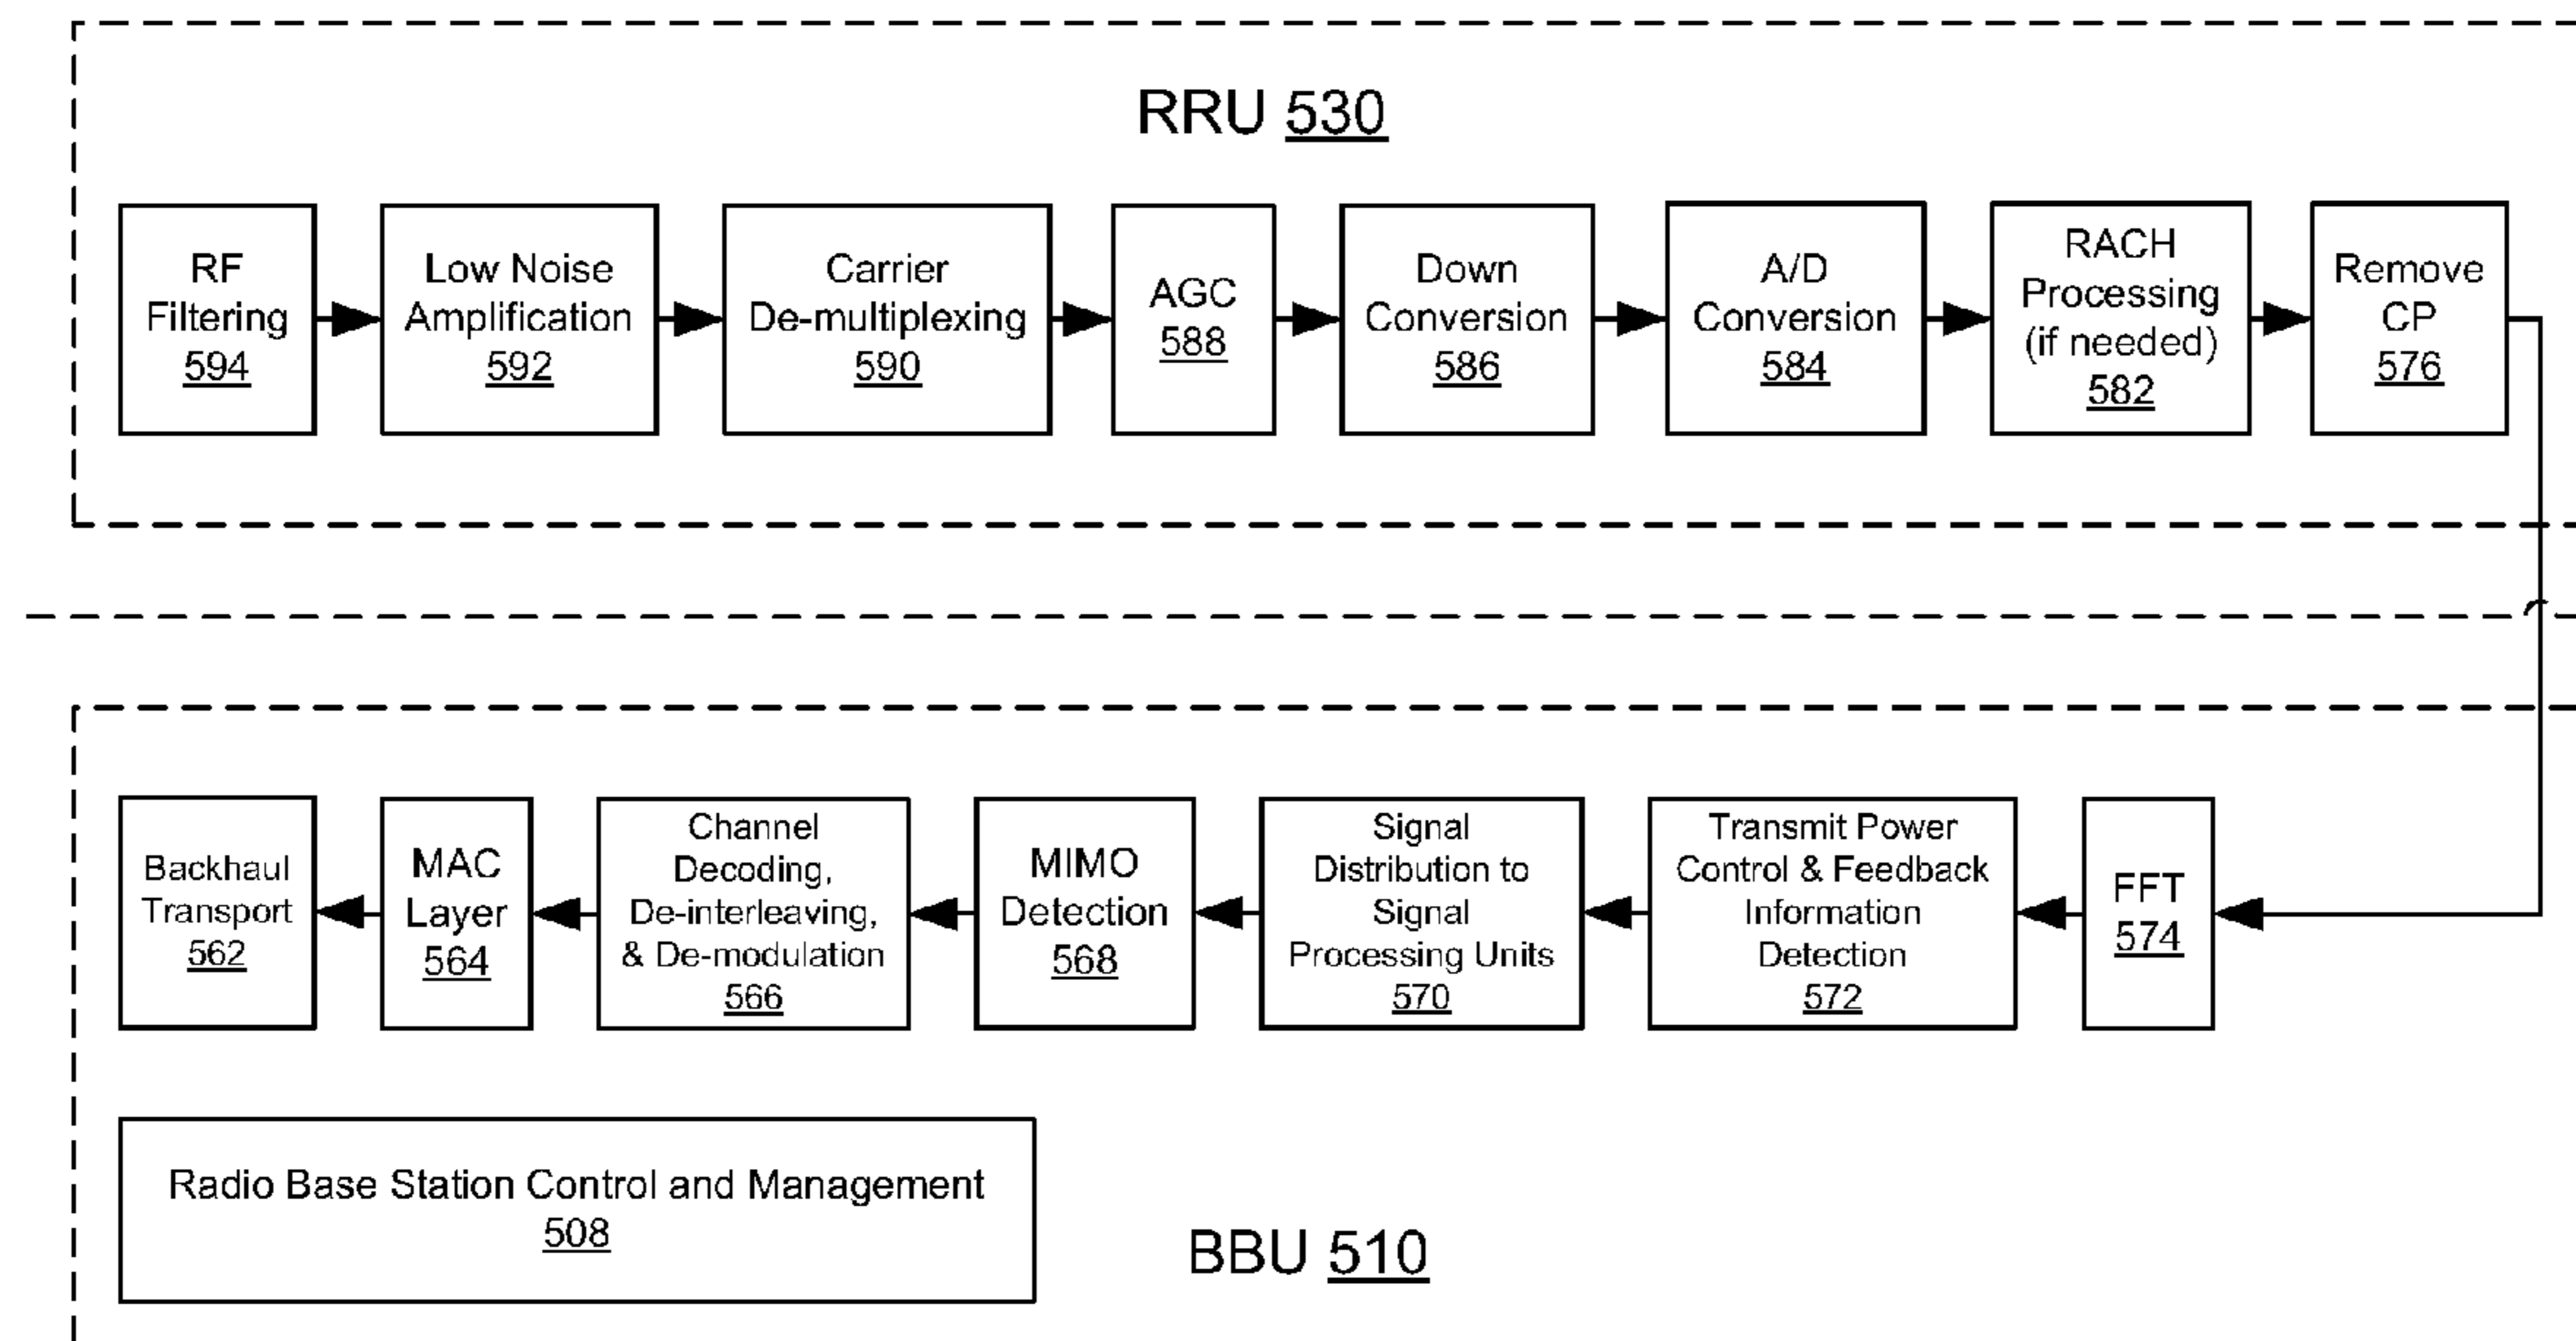 RRU 530
RF
Filtering
594
Low Noise
Amplification
592
Carrier
De-multiplexing
590
AGC
588
Down
Conversion
586
A/D
Conversion
584
RACH
Processing
(if needed)
582
Remove
CP
576
Backhaul
Transport
562
MAC
Layer
564
Channel
Decoding,
De-interleaving,
& De-modulation
566
MIMO
Detection
568
Signal
Distribution to
Signal
Processing Units
570
Transmit Power
Control & Feedback
Information
Detection
572
FFT
574
Radio Base Station Control and Management
508
BBU 510